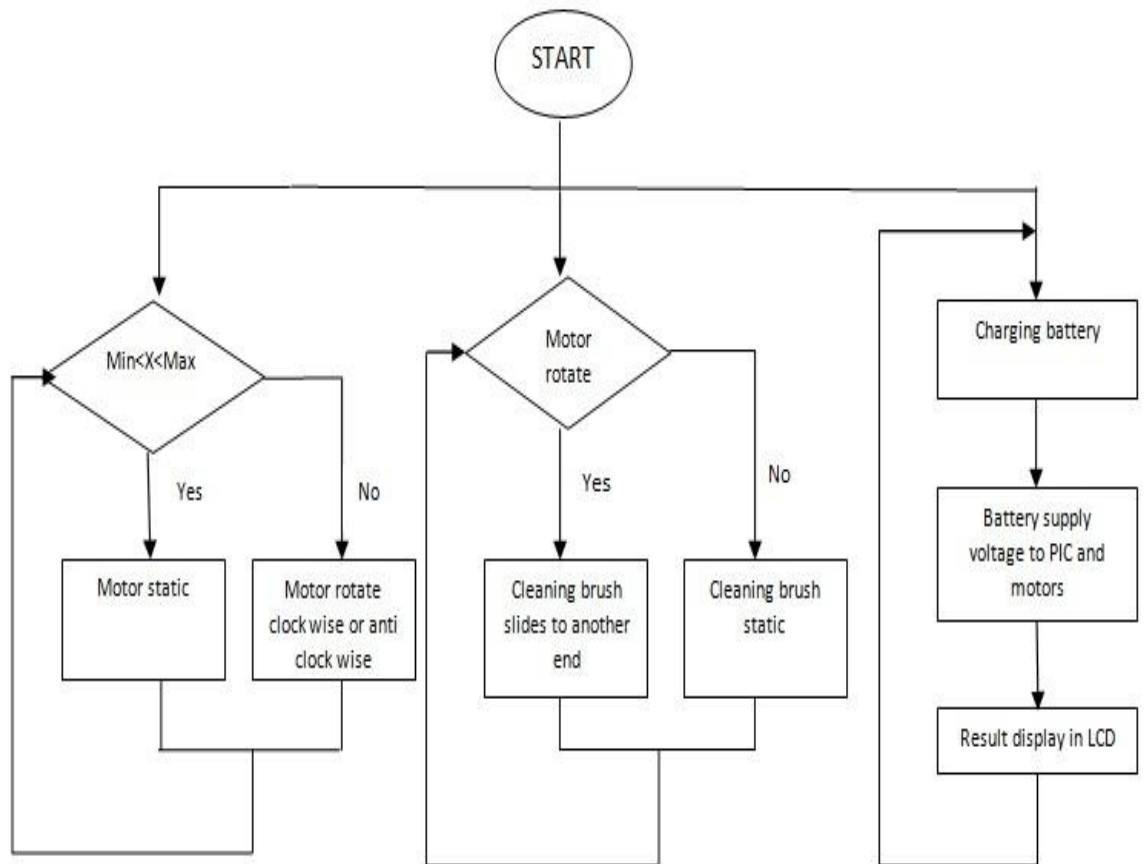 START
Min<X<Max
Yes
No
Motor static
Motor rotate
clock wise or anti
clock wise
Motor
rotate
Yes
No
Cleaning brush
slides to another
end
Cleaning brush
static
Charging battery
Battery supply
voltage to PIC and
motors
Result display in LCD